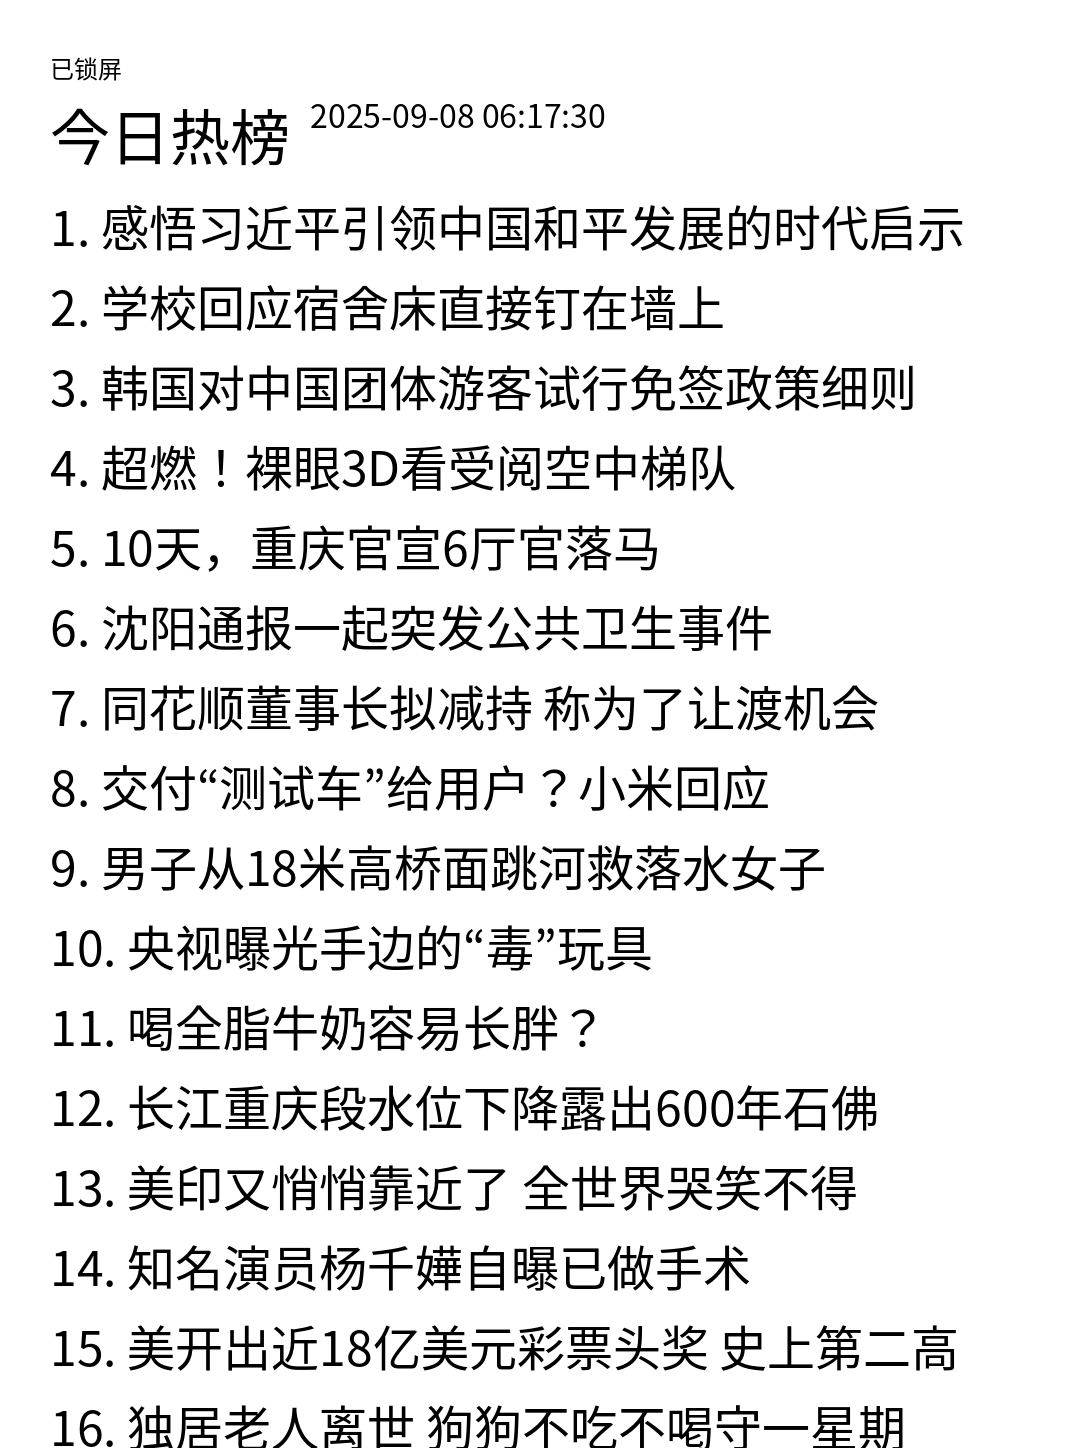 已锁屏
今日热榜 2025-09-08 06:17:30
1. 感悟习近平引领中国和平发展的时代启示
2. 学校回应宿舍床直接钉在墙上
3. 韩国对中国团体游客试行免签政策细则
4. 超燃！裸眼3D看受阅空中梯队
5. 10天，重庆官宣6厅官落马
6. 沈阳通报一起突发公共卫生事件
7. 同花顺董事长拟减持 称为了让渡机会
8. 交付“测试车”给用户？小米回应
9. 男子从18米高桥面跳河救落水女子
10. 央视曝光手边的“毒”玩具
11. 喝全脂牛奶容易长胖？
12. 长江重庆段水位下降露出600年石佛
13. 美印又悄悄靠近了 全世界哭笑不得
14. 知名演员杨千嬅自曝已做手术
15. 美开出近18亿美元彩票头奖 史上第二高
16. 独居老人离世 狗狗不吃不喝守一星期